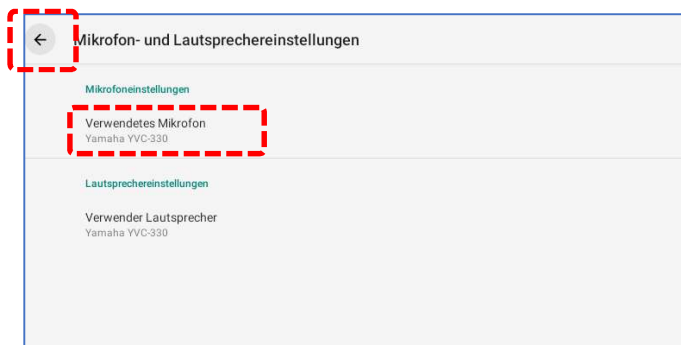 Mikrofon- und Lautsprechereinstellungen
Mikrofoneinstellungen
Verwendetes Mikrofon
Yamaha YVC-330
Lautsprechereinstellungen
Verwender Lautsprecher
Yamaha YVC-330